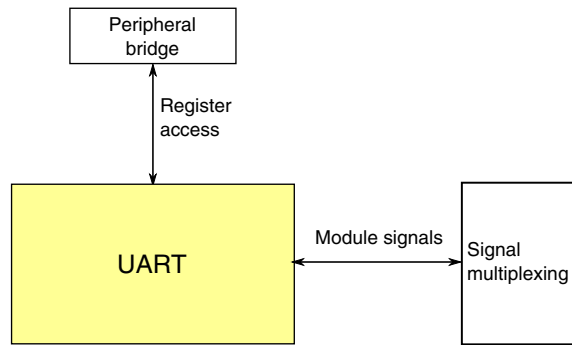 Peripheral
bridge
Register
access
UART
Module signals
Signal
multiplexing